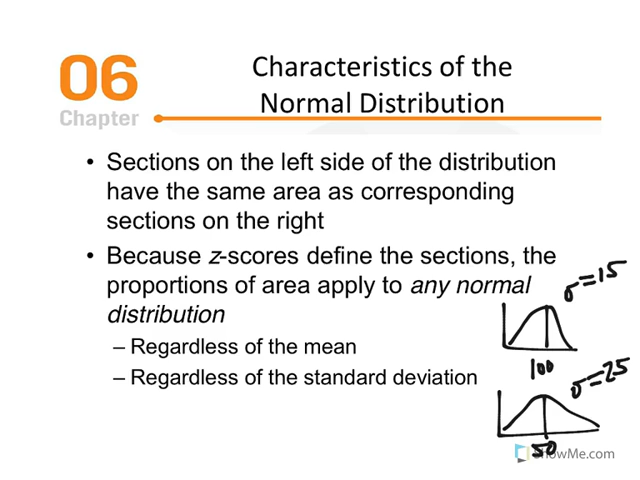 06
Chapter
Characteristics of the
Normal Distribution
• Sections on the left side of the distribution
have the same area as corresponding
sections on the right
• Because z-scores define the sections, the
proportions of area apply to any normal
distribution
– Regardless of the mean
– Regardless of the standard deviation
σ=15
100
σ=25
50
ShowMe.com